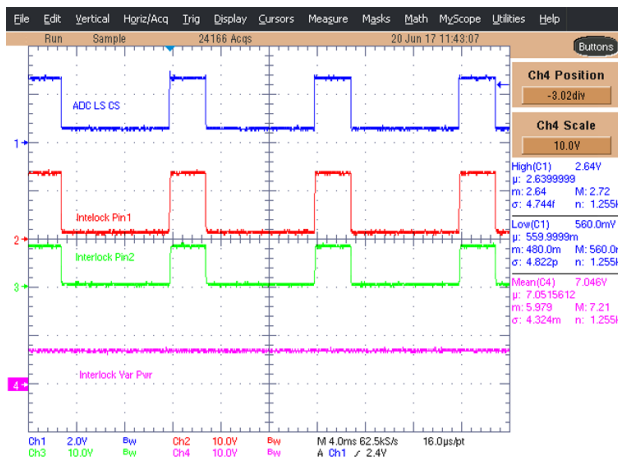 File Edit Vertical Horiz/Acq Trig Display Cursors Measure Masks Math MyScope Utilities Help
Run Sample 24166 Acqs 20 Jun 17 11:43:07
Buttons
Ch4 Position
-3.02div
Ch4 Scale
10.0V
ADC LS CS
1
Intelock Pin1
2
Interlock Pin2
3
Interlock Var Pwr
4
High(C1) 2.64V
μ: 2.6399999
m: 2.64 M: 2.72
σ: 4.744f n: 1.255
Low(C1) 560.0mV
μ: 559.9999m
m: 480.0m M: 560.0
σ: 4.822p n: 1.255
Mean(C4) 7.046V
μ: 7.0515612
m: 5.979 M: 7.21
σ: 4.324m n: 1.255
Ch1 2.0V Bw Ch2 10.0V Bw M 4.0ms 62.5kS/s 16.0μs/pt
Ch3 10.0V Bw Ch4 10.0V Bw A Ch1 2.4V